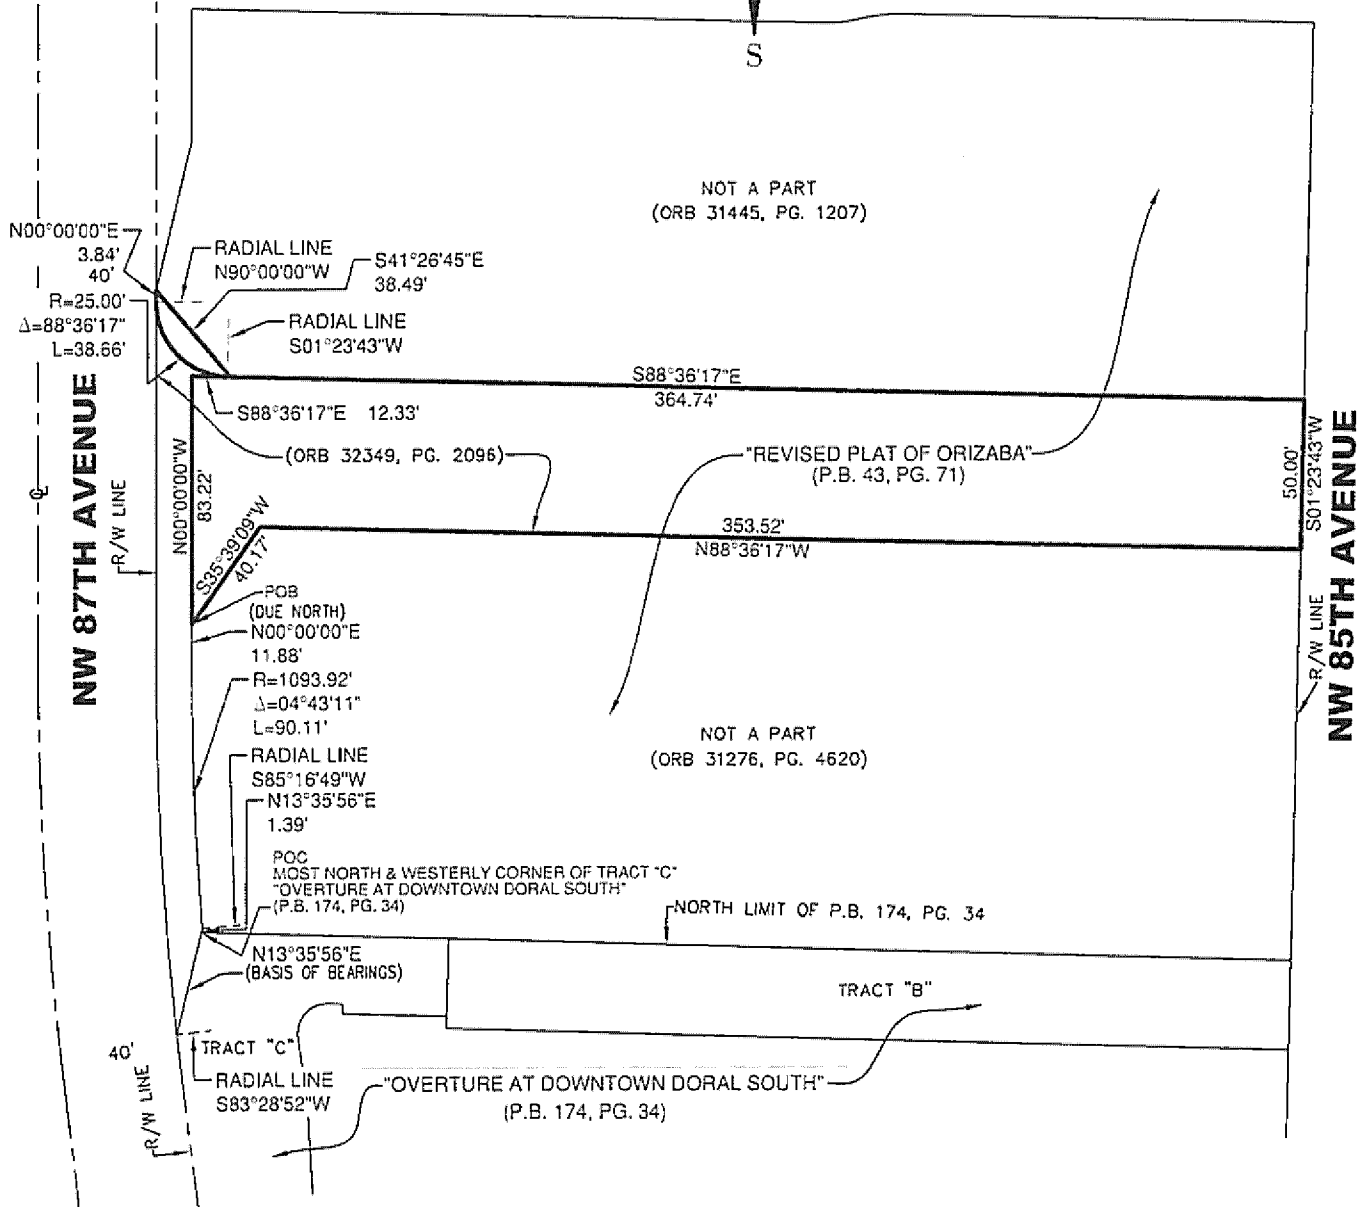 S
NOT A PART
(ORB 31445, PG. 1207)
N00°00'00"E
3.84'
40'
RADIAL LINE
N90°00'00"W
S41°26'45"E
38.49'
R=25.00'
Δ=88°36'17"
L=38.66'
RADIAL LINE
S01°23'43"W
S88°36'17"E
364.74'
S88°36'17"E 12.33'
(ORB 32349, PG. 2096)
"REVISED PLAT OF ORIZABA"
(P.B. 43, PG. 71)
NW 87TH AVENUE
R/W LINE
N00°00'00"W
83.22'
S35°39'09"W
40.17'
353.52'
N88°36'17"W
50.00'
S01°23'43"W
NW 85TH AVENUE
R/W LINE
POB
(DUE NORTH)
N00°00'00"E
11.88'
R=1093.92'
Δ=04°43'11"
L=90.11'
RADIAL LINE
S85°16'49"W
N13°35'56"E
1.39'
NOT A PART
(ORB 31276, PG. 4620)
POC
MOST NORTH & WESTERLY CORNER OF TRACT "C"
"OVERTURE AT DOWNTOWN DORAL SOUTH"
(P.B. 174, PG. 34)
NORTH LIMIT OF P.B. 174, PG. 34
N13°35'56"E
(BASIS OF BEARINGS)
TRACT "B"
40'
R/W LINE
TRACT "C"
RADIAL LINE
S83°28'52"W
"OVERTURE AT DOWNTOWN DORAL SOUTH"
(P.B. 174, PG. 34)